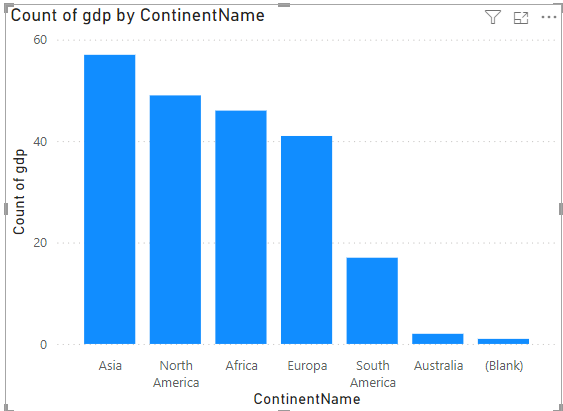 Count of gdp by ContinentName
60
40
20
0
Count of gdp
Asia
North
America
Africa
Europa
South
America
Australia
(Blank)
ContinentName